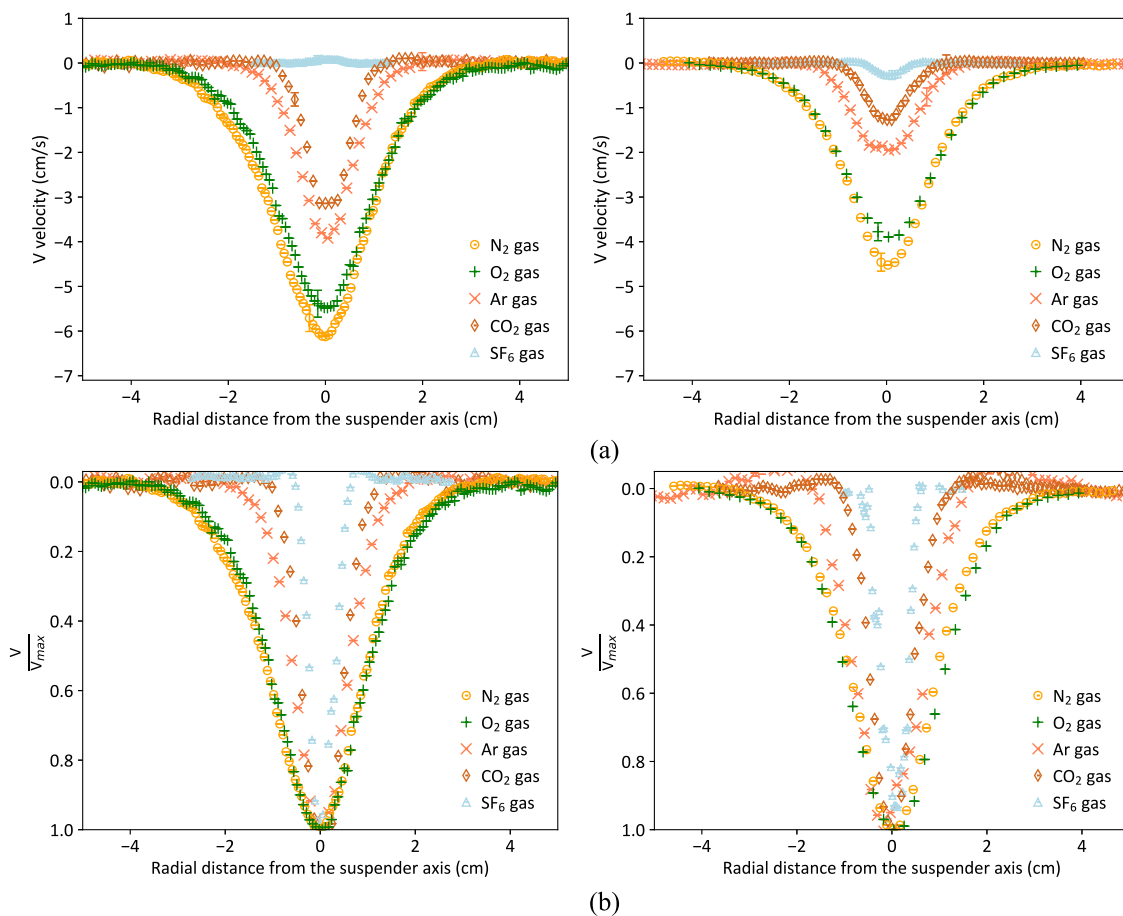 1
0
−1
−2
−3
−4
−5
−6
−7
V velocity (cm/s)
N₂ gas
O₂ gas
Ar gas
CO₂ gas
SF₆ gas
−4 −2 0 2 4
Radial distance from the suspender axis (cm)
1
0
−1
−2
−3
−4
−5
−6
−7
V velocity (cm/s)
N₂ gas
O₂ gas
Ar gas
CO₂ gas
SF₆ gas
−4 −2 0 2 4
Radial distance from the suspender axis (cm)
(a)
0.0
0.2
0.4
0.6
0.8
1.0
V
Vmax
N₂ gas
O₂ gas
Ar gas
CO₂ gas
SF₆ gas
−4 −2 0 2 4
Radial distance from the suspender axis (cm)
0.0
0.2
0.4
0.6
0.8
1.0
V
Vmax
N₂ gas
O₂ gas
Ar gas
CO₂ gas
SF₆ gas
−4 −2 0 2 4
Radial distance from the suspender axis (cm)
(b)